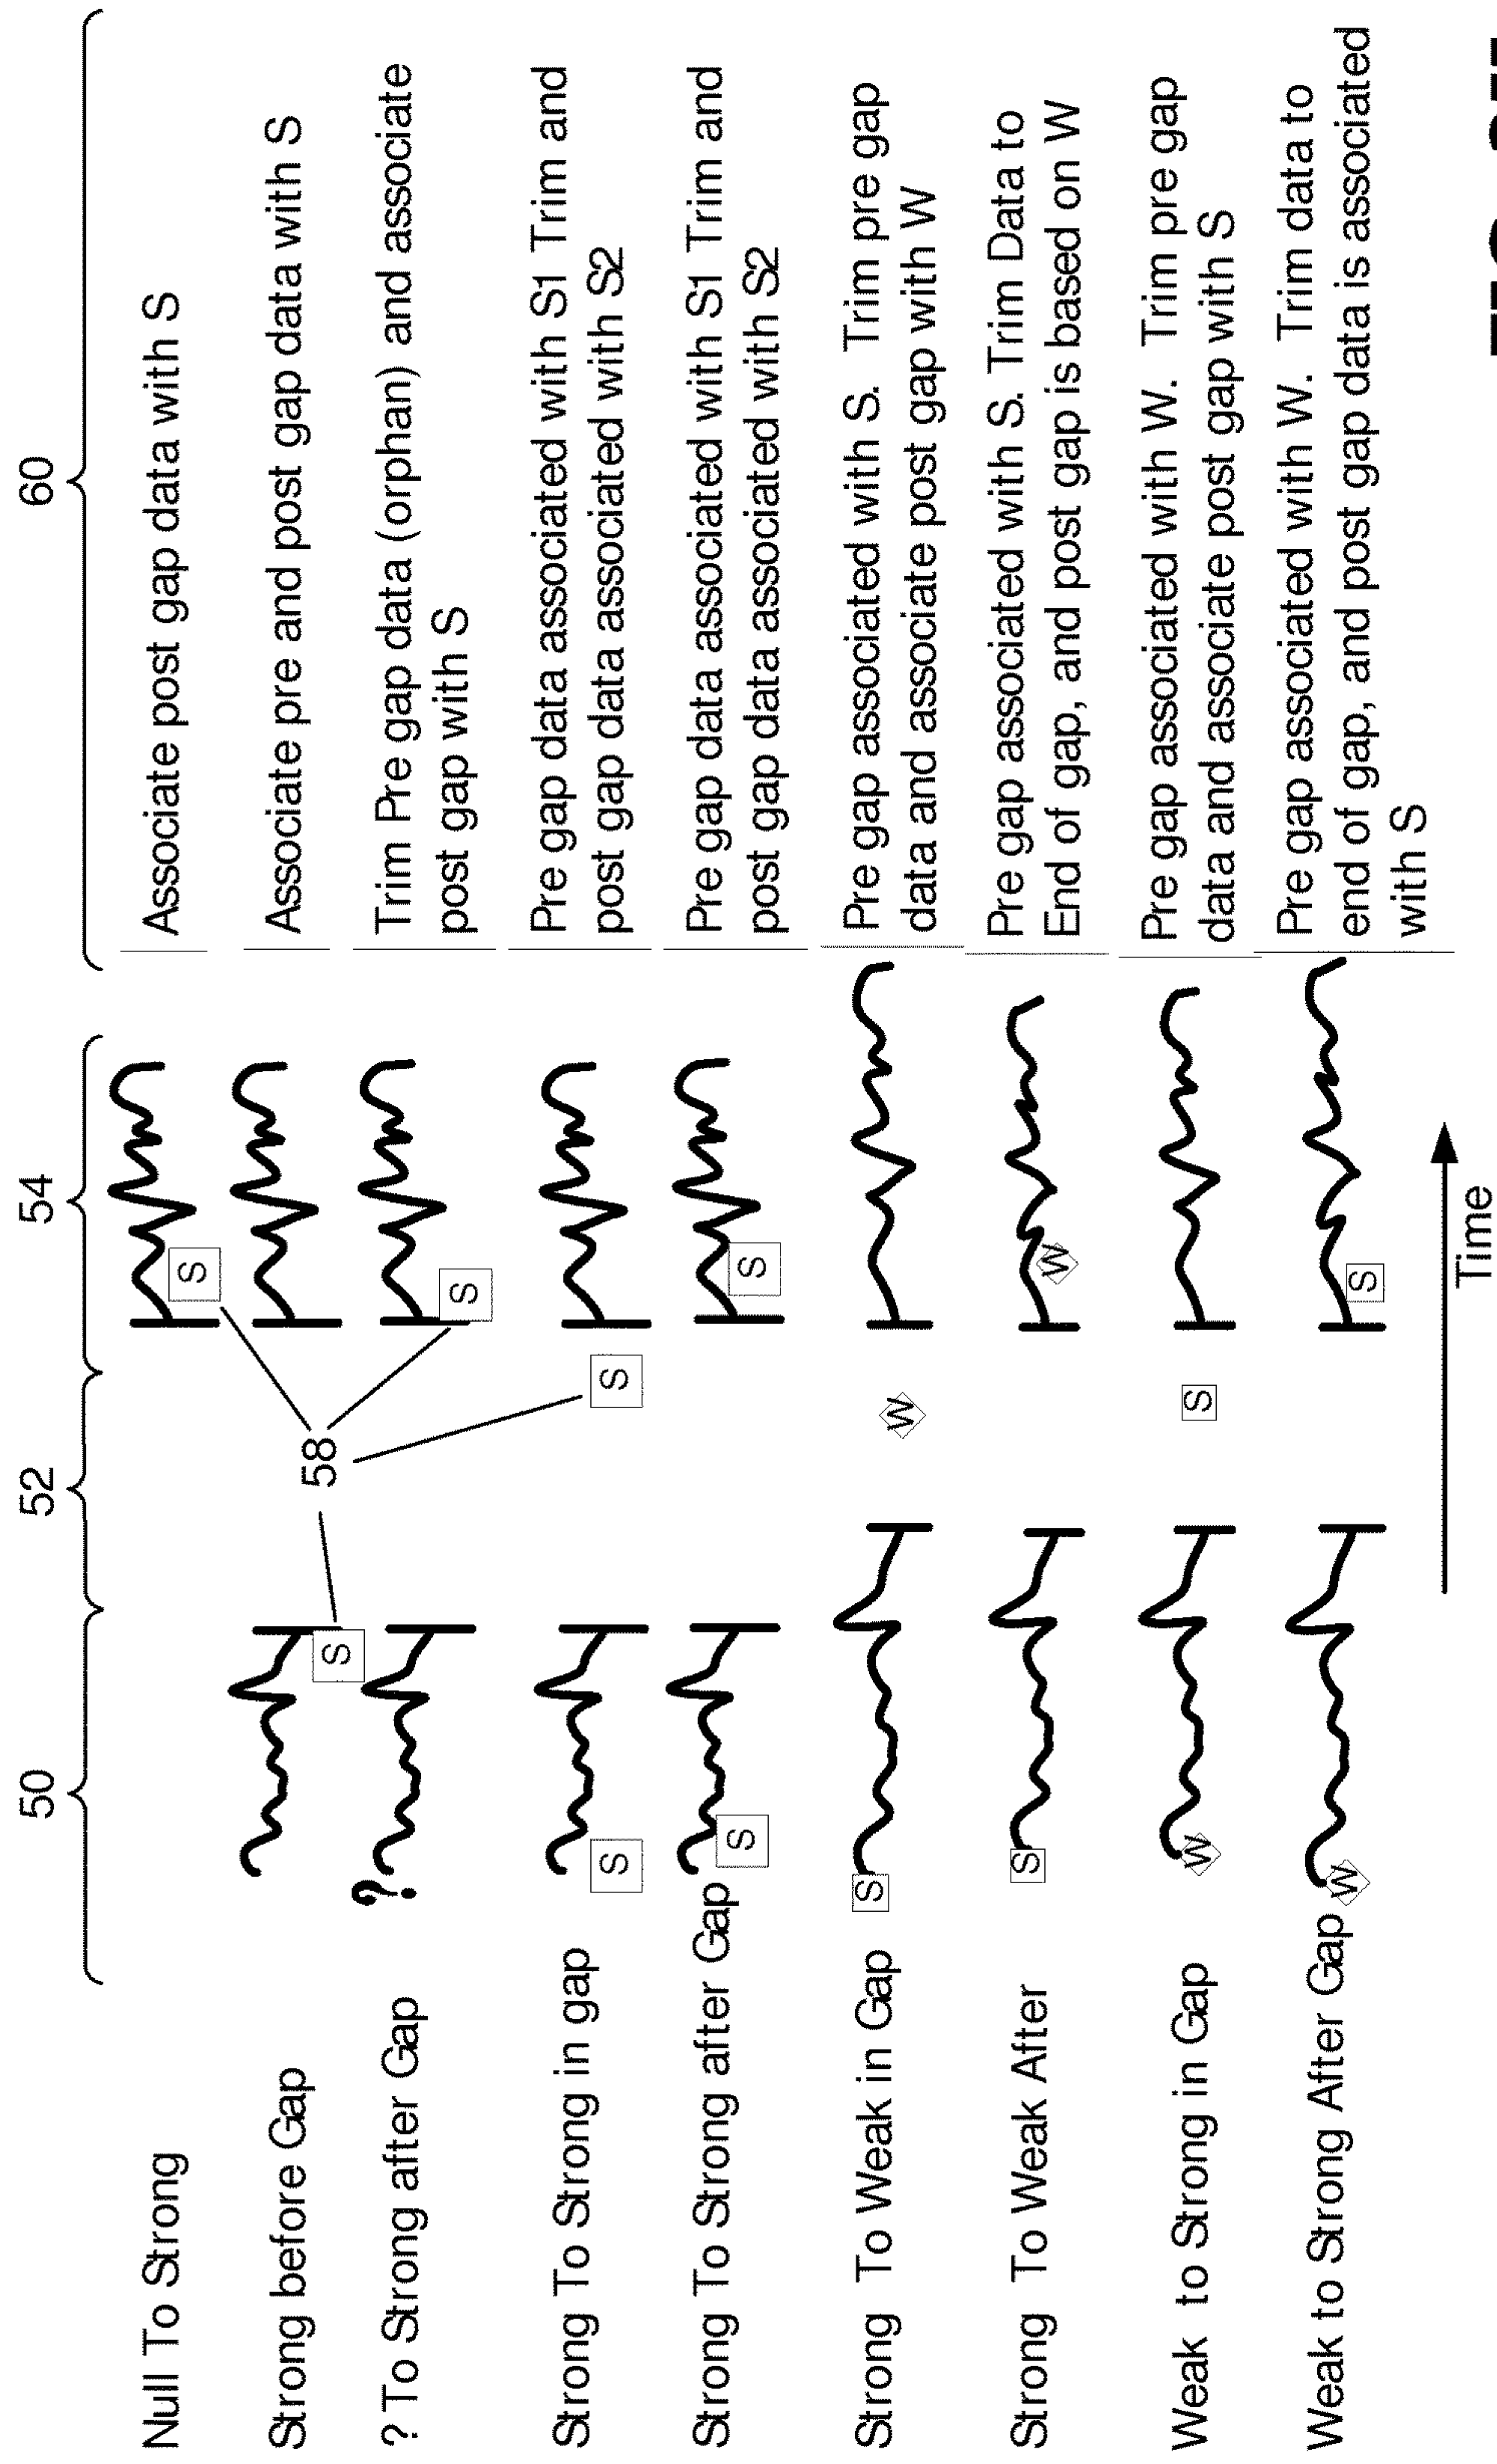 50 52 54 60
Null To Strong
S
Associate post gap data with S
Strong before Gap
S
58
Associate pre and post gap data with S
? To Strong after Gap
?
S
Trim Pre gap data (orphan) and associate
post gap with S
Strong To Strong in gap
S
S
Pre gap data associated with S1 Trim and
post gap data associated with S2
Strong To Strong after Gap
S
S
Pre gap data associated with S1 Trim and
post gap data associated with S2
Strong To Weak in Gap
S
W
Pre gap associated with S. Trim pre gap
data and associate post gap with W
Strong To Weak After
S
W
Pre gap associated with S. Trim Data to
End of gap, and post gap is based on W
Weak to Strong in Gap
W
S
Pre gap associated with W. Trim pre gap
data and associate post gap with S
Weak to Strong After Gap
W
S
Pre gap associated with W. Trim data to
end of gap, and post gap data is associated
with S
Time